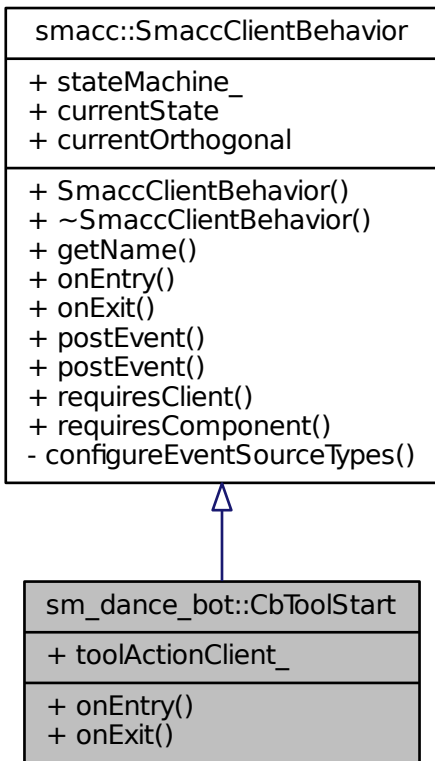 smacc::SmaccClientBehavior
+ stateMachine_
+ currentState
+ currentOrthogonal
+ SmaccClientBehavior()
+ ~SmaccClientBehavior()
+ getName()
+ onEntry()
+ onExit()
+ postEvent()
+ postEvent()
+ requiresClient()
+ requiresComponent()
- configureEventSourceTypes()
sm_dance_bot::CbToolStart
+ toolActionClient_
+ onEntry()
+ onExit()